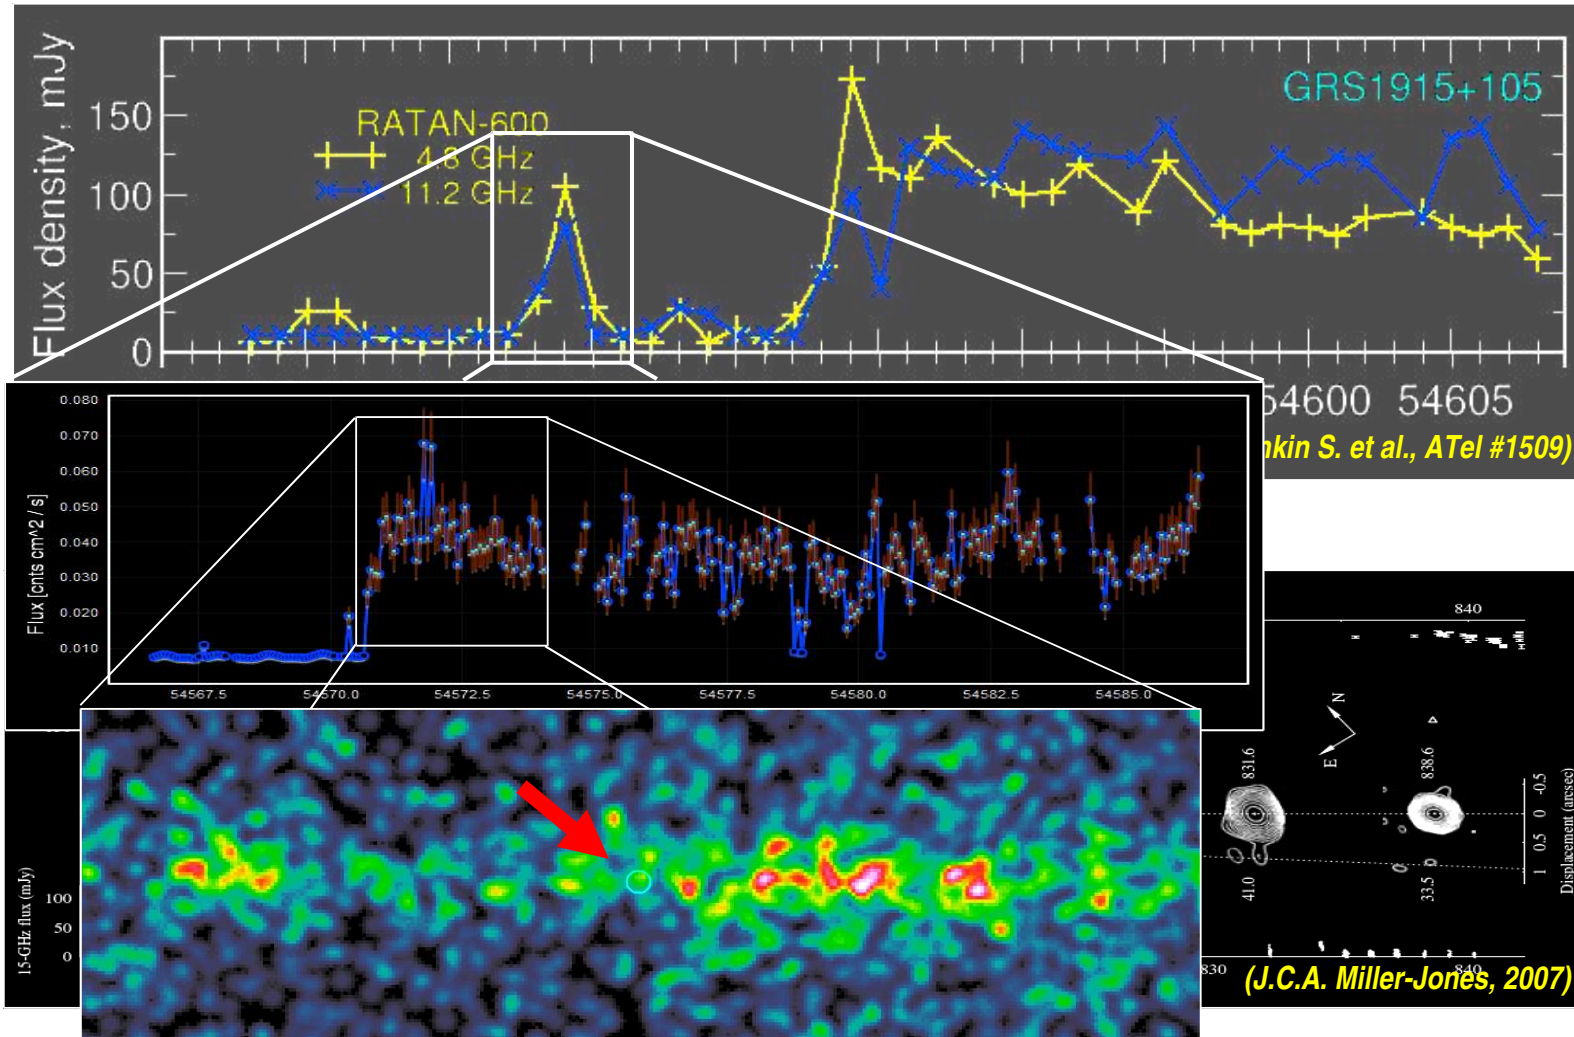 Flux density, mJy
150
100
50
0
RATAN-600
4.8 GHz
11.2 GHz
GRS1915+105
54600 54605
nkin S. et al., ATel #1509)
Flux [cnts cm^2 / s]
0.080
0.070
0.060
0.050
0.040
0.030
0.020
0.010
54567.5 54570.0 54572.5 54575.0 54577.5 54580.0 54582.5 54585.0
840
N
E
831.6 838.6
41.0 33.5
-0.5
0
0.5
1
Displacement (arcsec)
15-GHz flux (mJy)
100
50
0
830 840
(J.C.A. Miller-Jones, 2007)